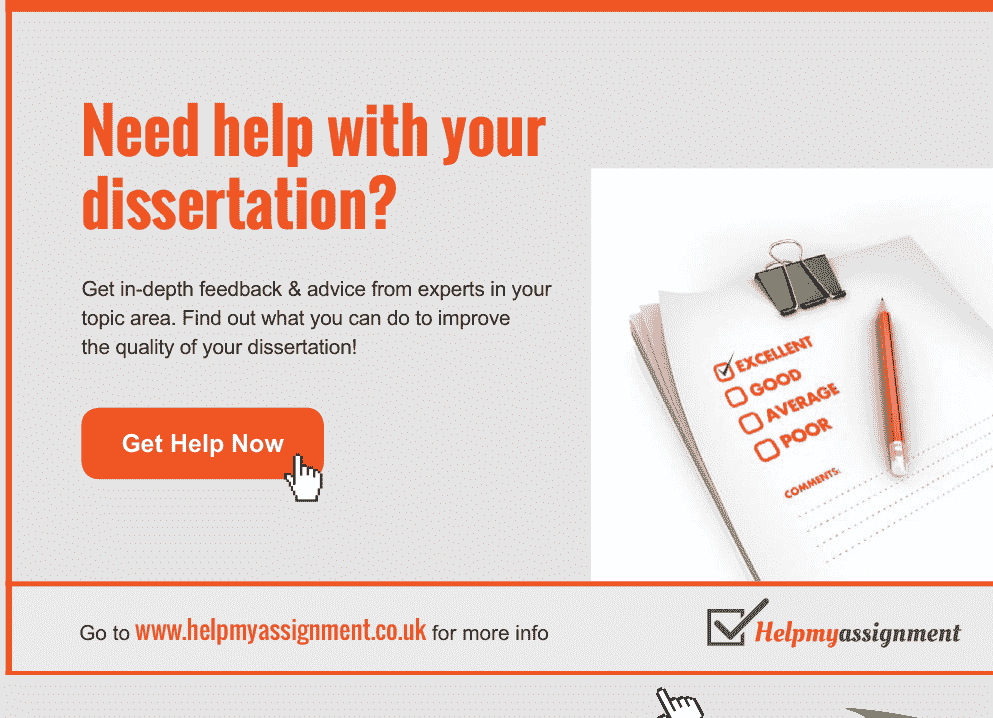 Need help with your
dissertation?
Get in-depth feedback & advice from experts in your
topic area. Find out what you can do to improve
the quality of your dissertation!
Get Help Now
EXCELLENT
GOOD
AVERAGE
POOR
COMMENTS:
Go to www.helpmyassignment.co.uk for more info
Helpmyassignment